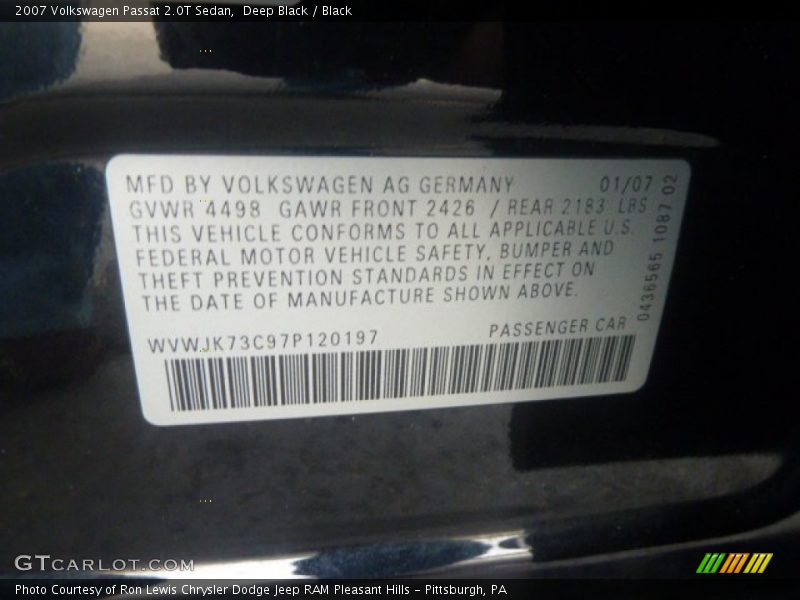 2007 Volkswagen Passat 2.0T Sedan,  Deep Black / Black
MFD BY VOLKSWAGEN AG GERMANY 01/07
GVWR 4498 GAWR FRONT 2426 / REAR 2183 LBS
THIS VEHICLE CONFORMS TO ALL APPLICABLE U.S.
FEDERAL MOTOR VEHICLE SAFETY, BUMPER AND
THEFT PREVENTION STANDARDS IN EFFECT ON
THE DATE OF MANUFACTURE SHOWN ABOVE.
0436565 1087 02
WVWJK73C97P120197 PASSENGER CAR
GTCARLOT.COM
Photo Courtesy of Ron Lewis Chrysler Dodge Jeep RAM Pleasant Hills - Pittsburgh, PA